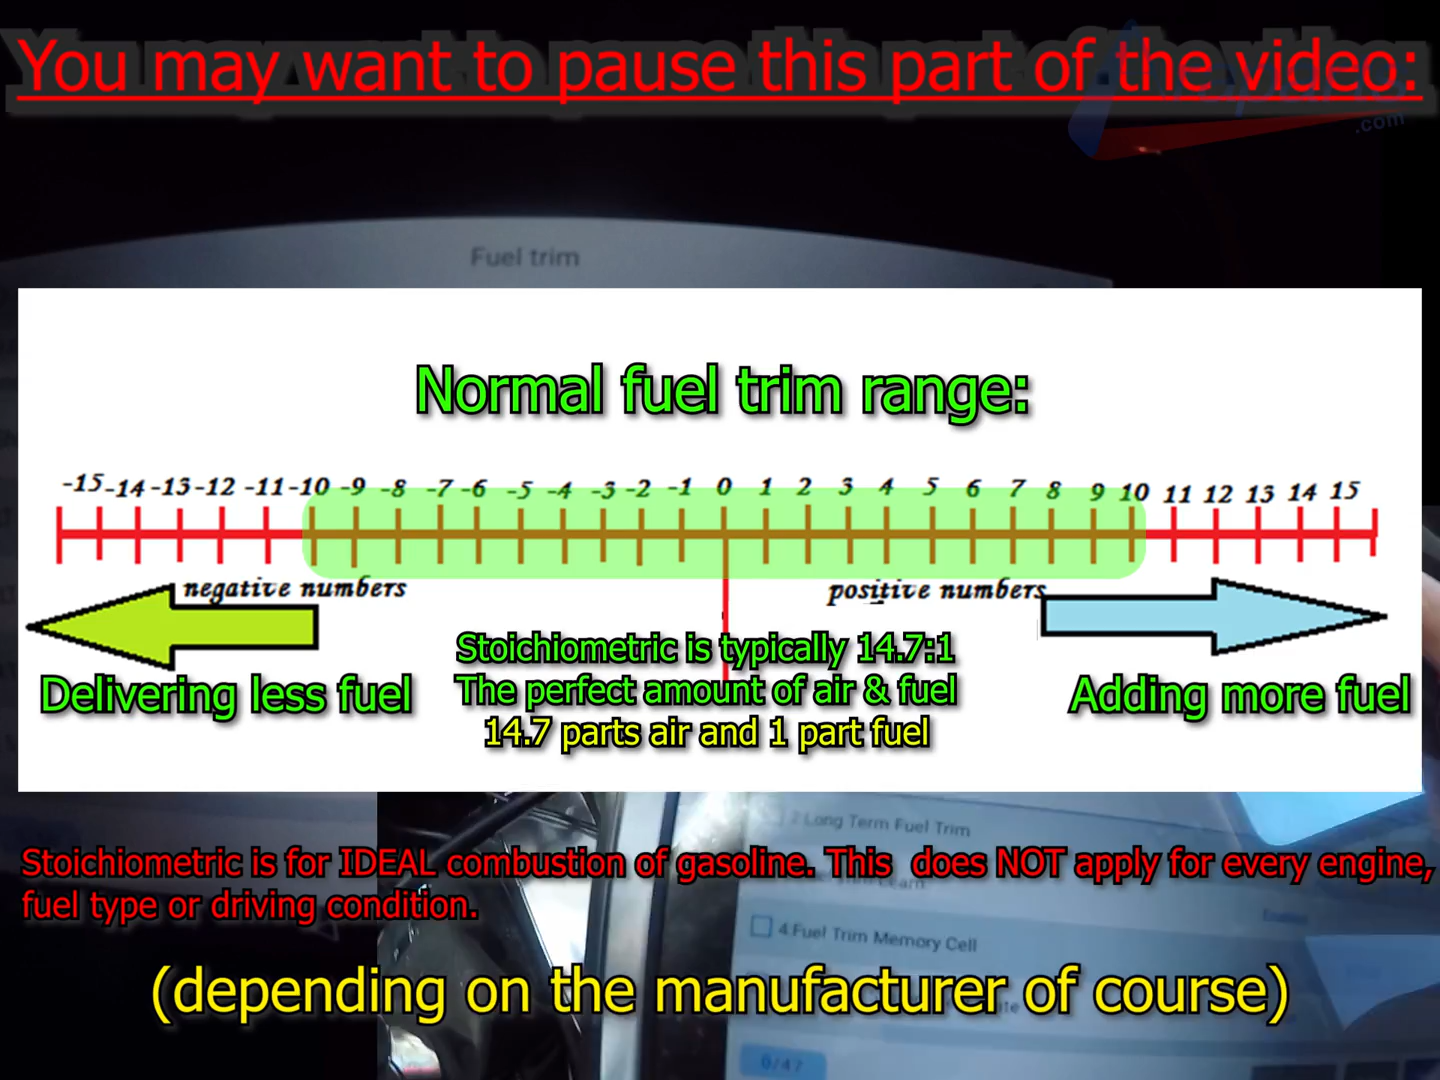 You may want to pause this part of the video:
.com
Fuel trim
Normal fuel trim range:
-15 -14 -13 -12 -11 -10 -9 -8 -7 -6 -5 -4 -3 -2 -1 0 1 2 3 4 5 6 7 8 9 10 11 12 13 14 15
negative numbers
positive numbers
Stoichiometric is typically 14.7:1
Delivering less fuel
The perfect amount of air & fuel
Adding more fuel
14.7 parts air and 1 part fuel
2 Long Term Fuel Trim
Stoichiometric is for IDEAL combustion of gasoline. This does NOT apply for every engine,
fuel type or driving condition.
4 Fuel Trim Memory Cell
(depending on the manufacturer of course)
0/47